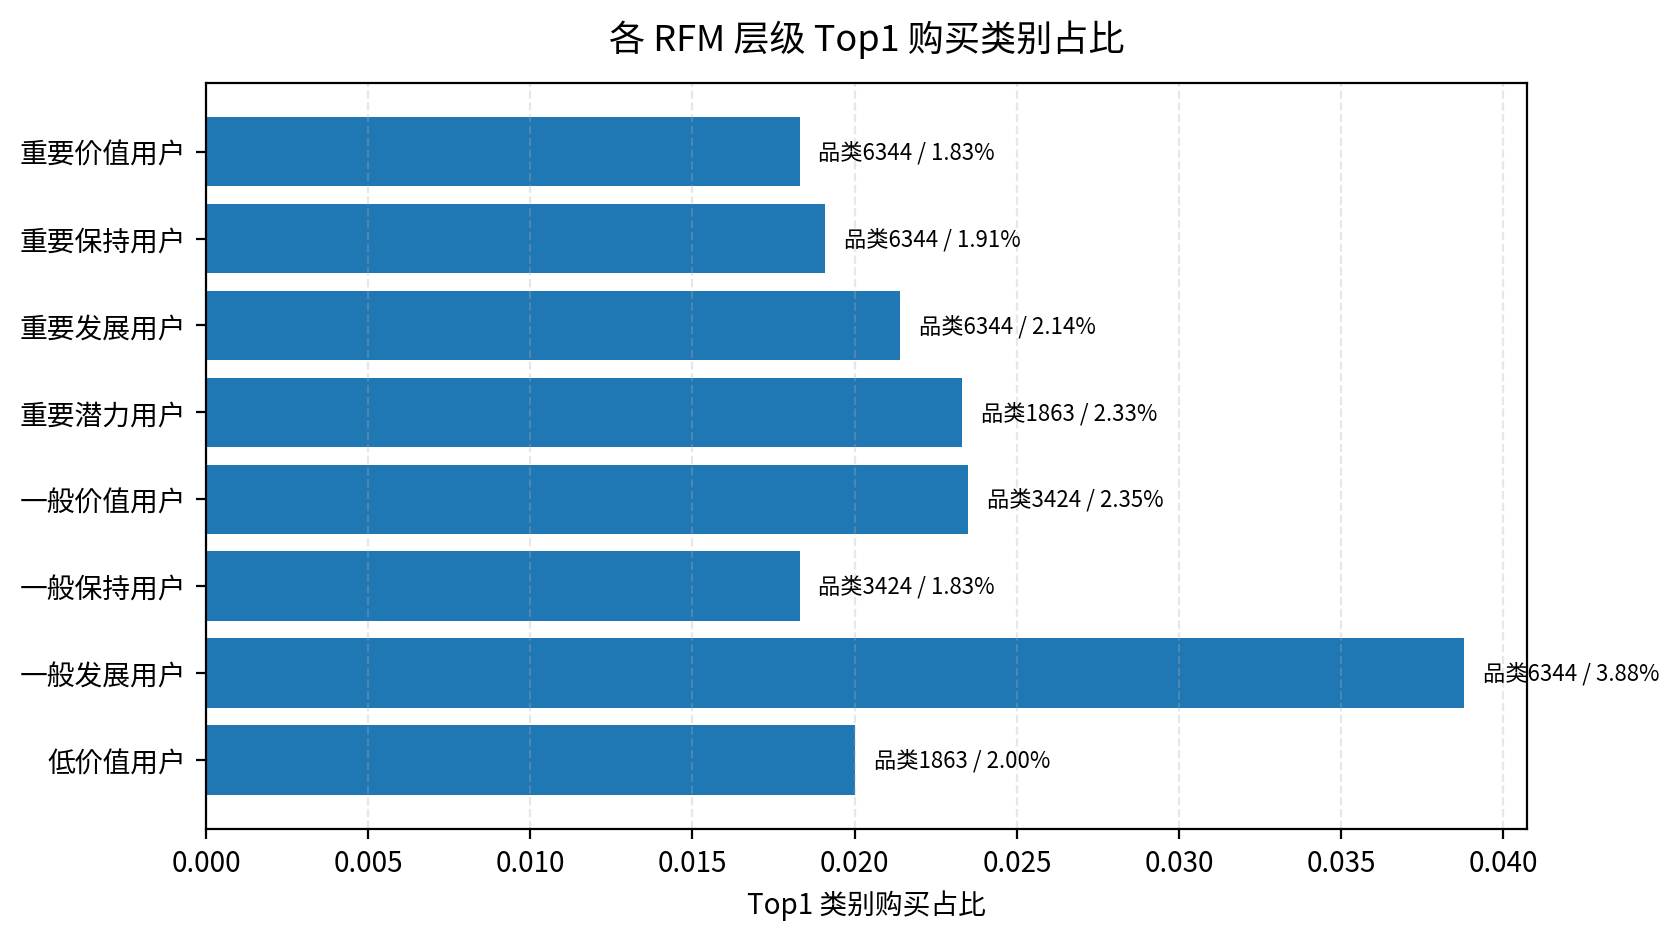 各 RFM 层级 Top1 购买类别占比
重要价值用户
品类6344 / 1.83%
重要保持用户
品类6344 / 1.91%
重要发展用户
品类6344 / 2.14%
重要潜力用户
品类1863 / 2.33%
一般价值用户
品类3424 / 2.35%
一般保持用户
品类3424 / 1.83%
一般发展用户
品类6344 / 3.88%
低价值用户
品类1863 / 2.00%
0.000 0.005 0.010 0.015 0.020 0.025 0.030 0.035 0.040
Top1 类别购买占比